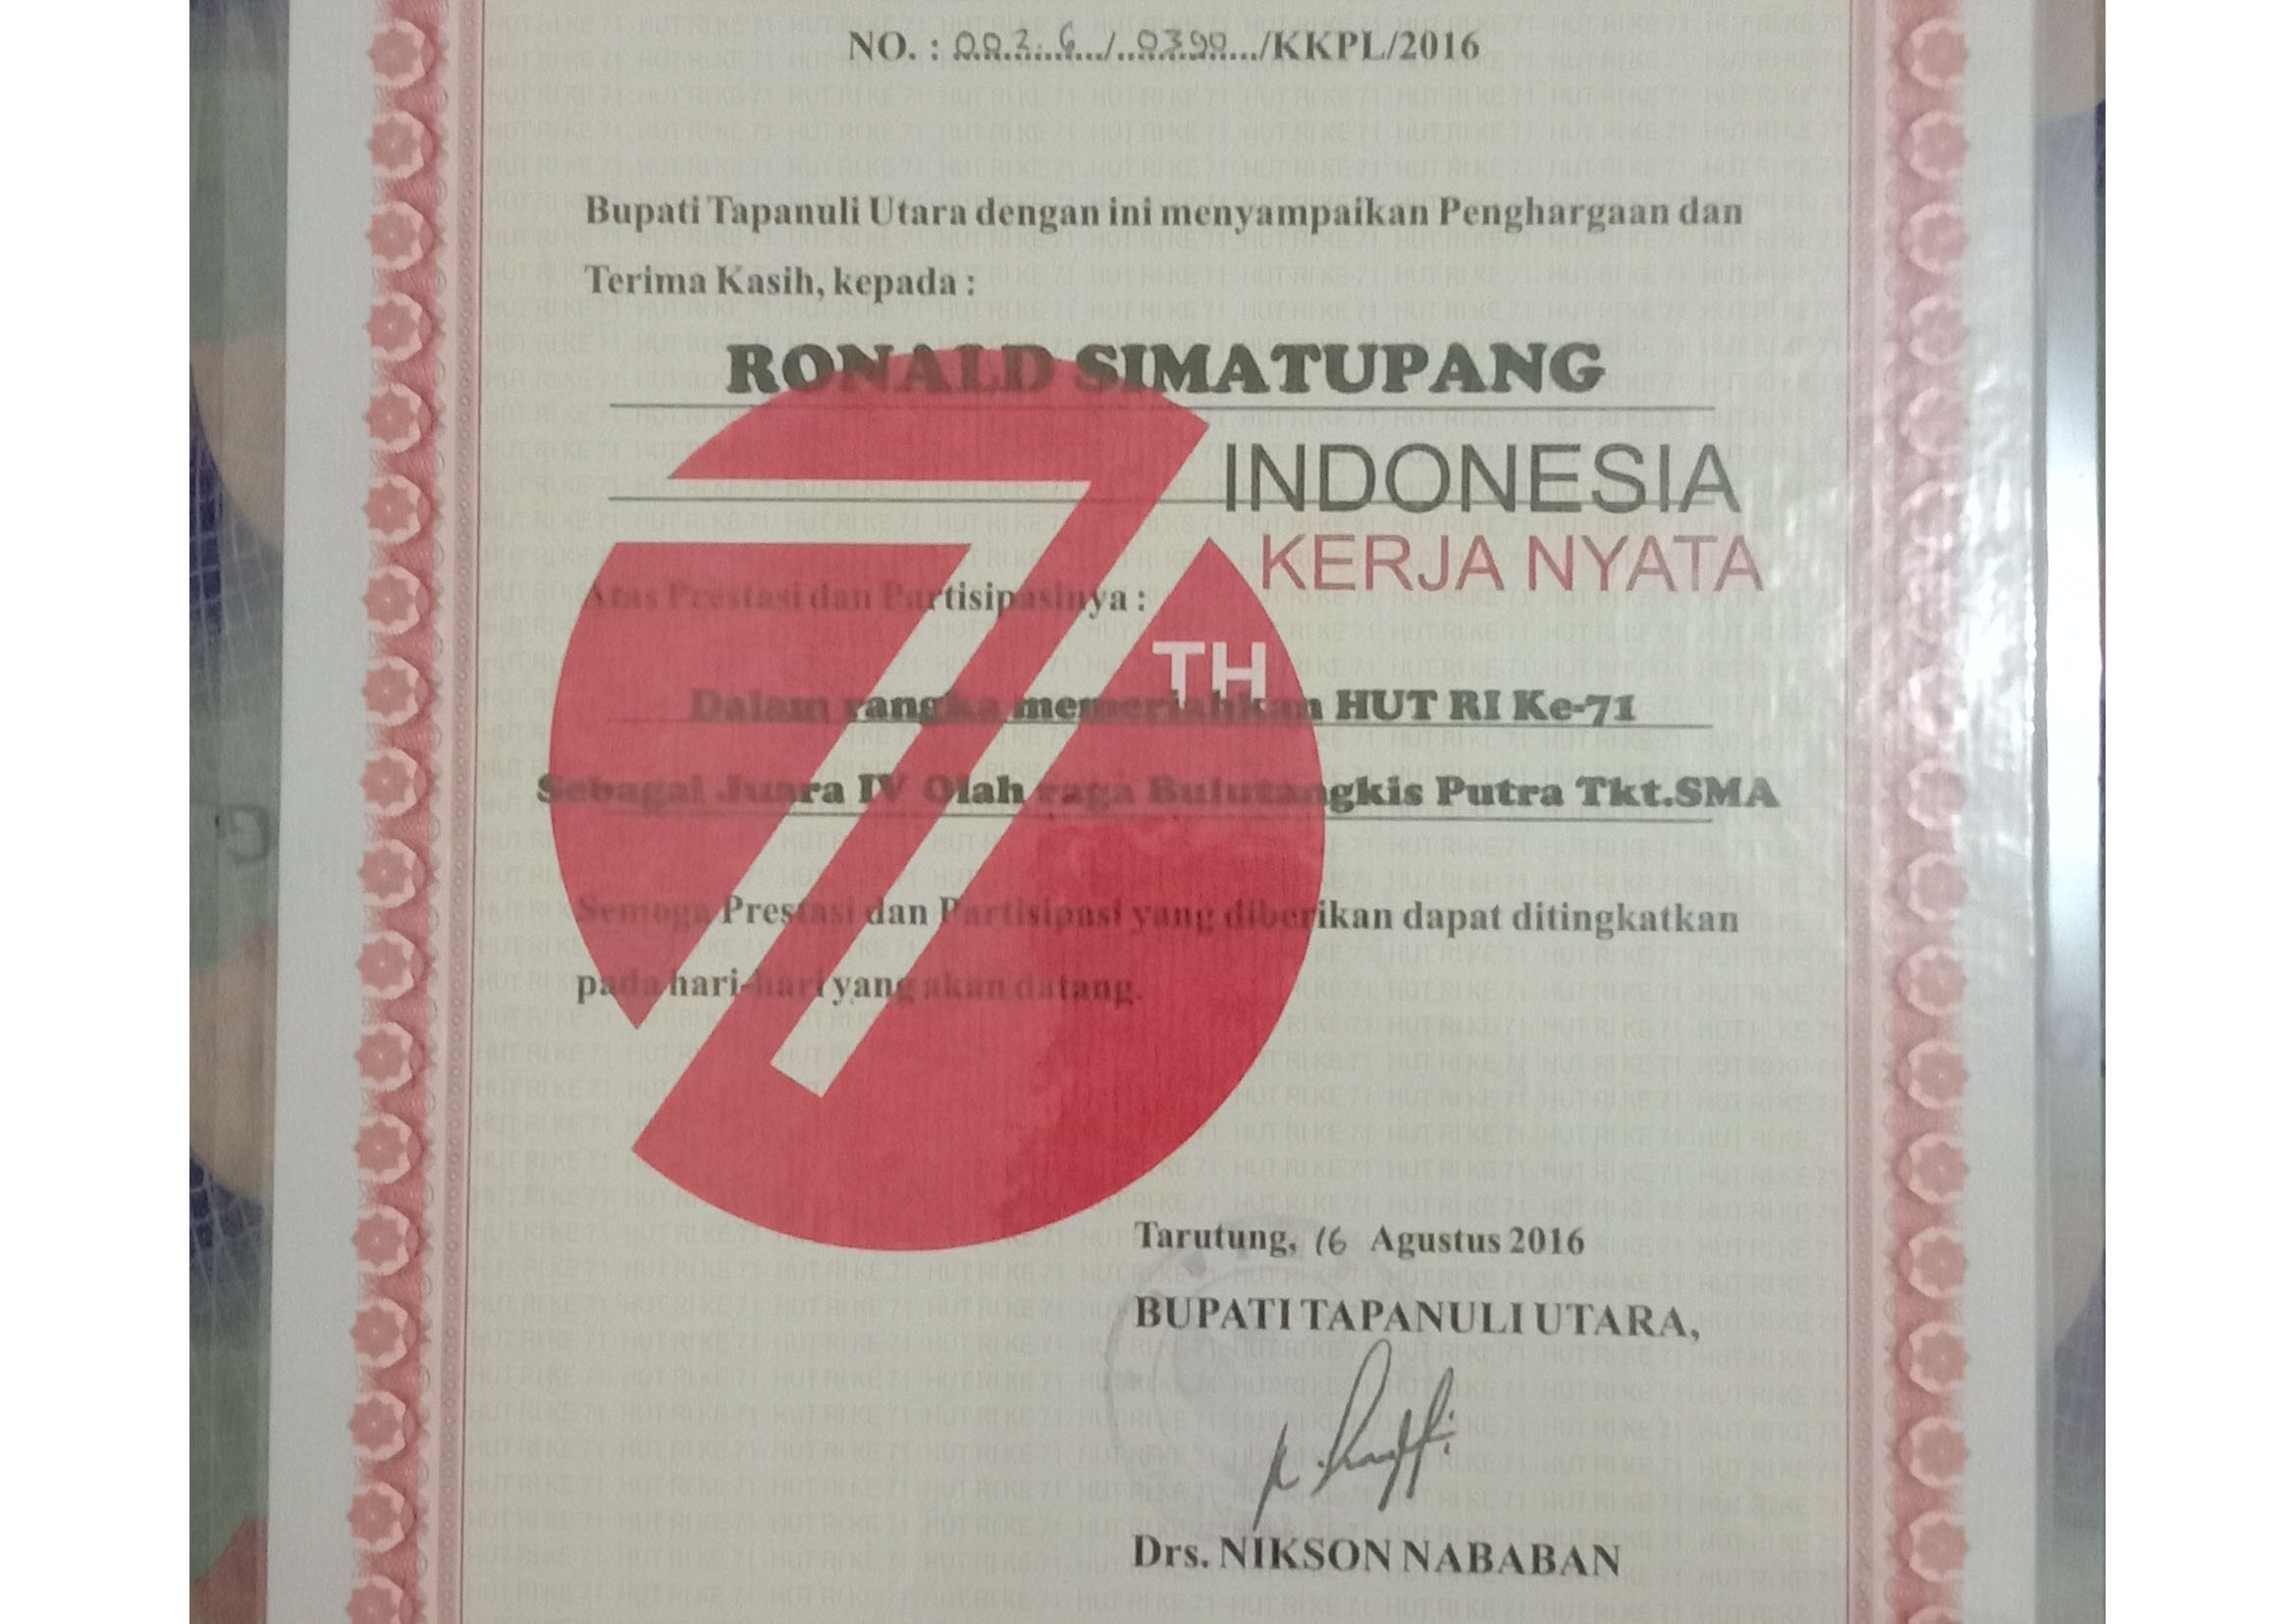 NO. : 002.6./..0399.../KKPL/2016
Bupati Tapanuli Utara dengan ini menyampaikan Penghargaan dan
Terima Kasih, kepada :
RONALD SIMATUPANG
INDONESIA
KERJA NYATA
Atas Prestasi dan Partisipasinya :
TH
Dalam rangka memeriahkan HUT RI Ke-71
Sebagai Juara IV Olah raga Bulutangkis Putra Tkt.SMA
Semoga Prestasi dan Partisipasi yang diberikan dapat ditingkatkan
pada hari-hari yang akan datang.
Tarutung, 16 Agustus 2016
BUPATI TAPANULI UTARA,
Drs. NIKSON NABABAN